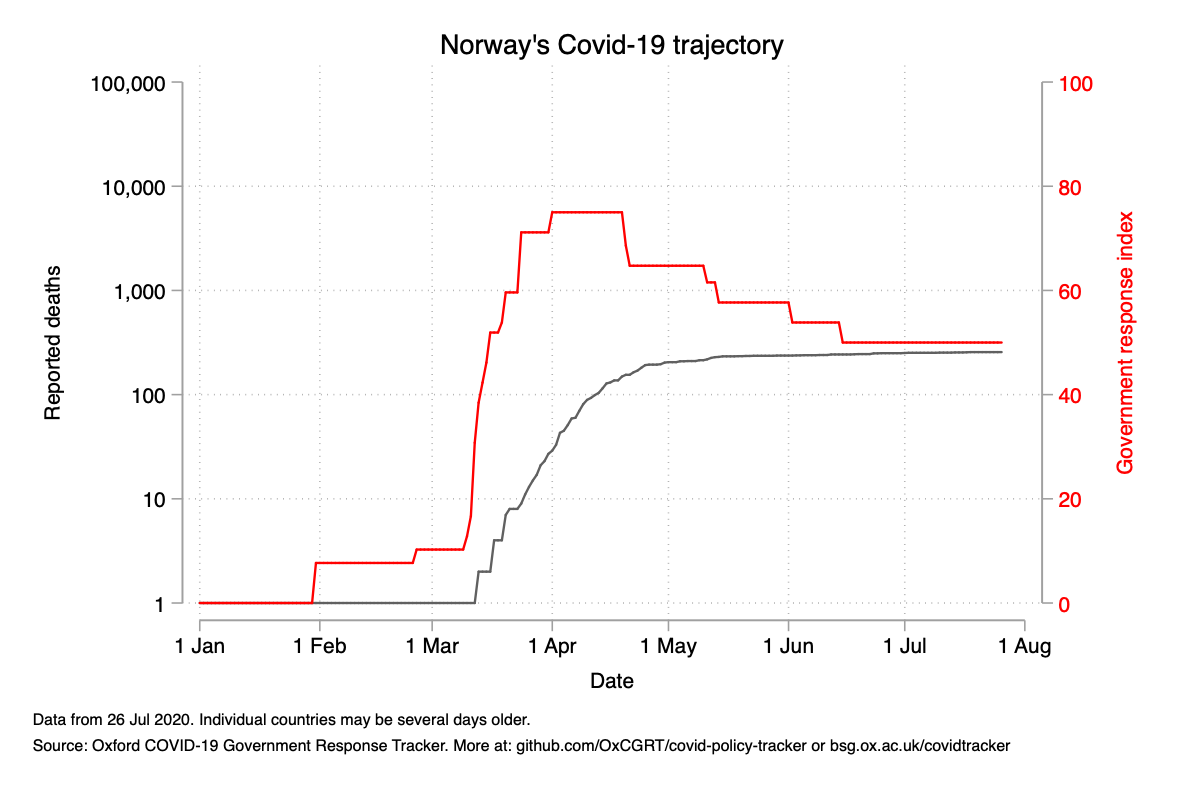 Norway's Covid-19 trajectory
100,000
10,000
1,000
100
10
1
Reported deaths
100
80
60
40
20
0
Government response index
1 Jan 1 Feb 1 Mar 1 Apr 1 May 1 Jun 1 Jul 1 Aug
Date
Data from 26 Jul 2020. Individual countries may be several days older.
Source: Oxford COVID-19 Government Response Tracker. More at: github.com/OxCGRT/covid-policy-tracker or bsg.ox.ac.uk/covidtracker